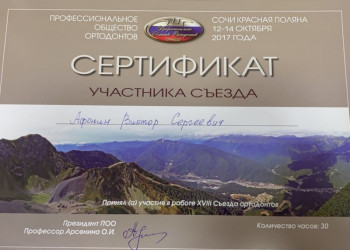 ПРОФЕССИОНАЛЬНОЕ
ОБЩЕСТВО
ОРТОДОНТОВ
СОЧИ КРАСНАЯ ПОЛЯНА
12-14 ОКТЯБРЯ
2017 ГОДА
СЕРТИФИКАТ
УЧАСТНИКА СЪЕЗДА
Афонин Виктор Сергеевич
Принял (а) участие в работе XVIII Съезда ортодонтов
Президент ПОО
Профессор Арсенина О.И.
Количество часов: 30